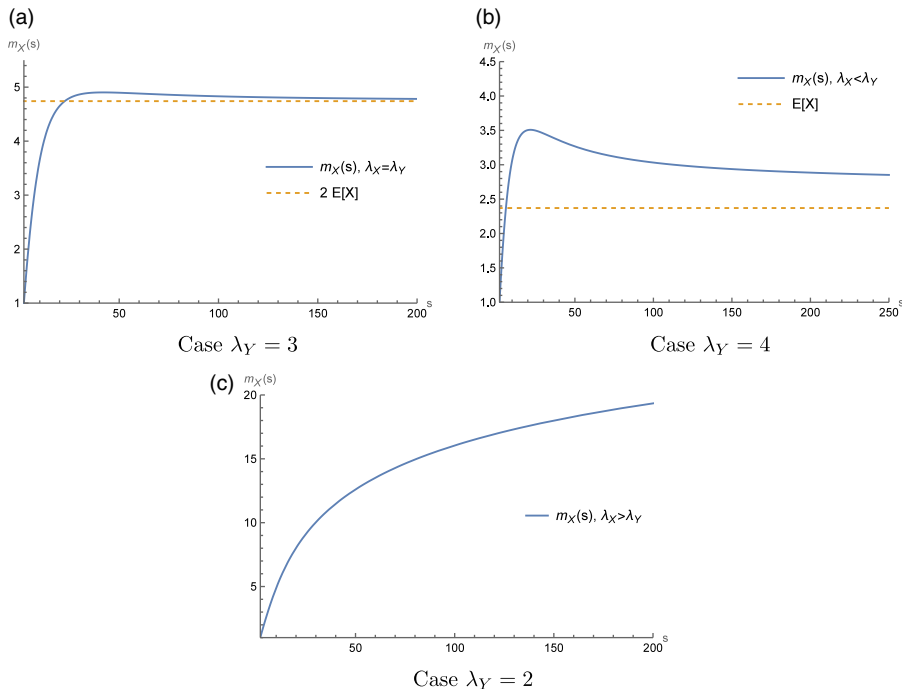 (a)
m_X(s)
5
4
3
2
1
50
100
150
200
s
m_X(s), λ_X=λ_Y
2 E[X]
Case λ_Y = 3
(b)
m_X(s)
4.5
4.0
3.5
3.0
2.5
2.0
1.5
1.0
50
100
150
200
250
s
m_X(s), λ_X<λ_Y
E[X]
Case λ_Y = 4
(c)
m_X(s)
20
15
10
5
50
100
150
200
s
m_X(s), λ_X>λ_Y
Case λ_Y = 2